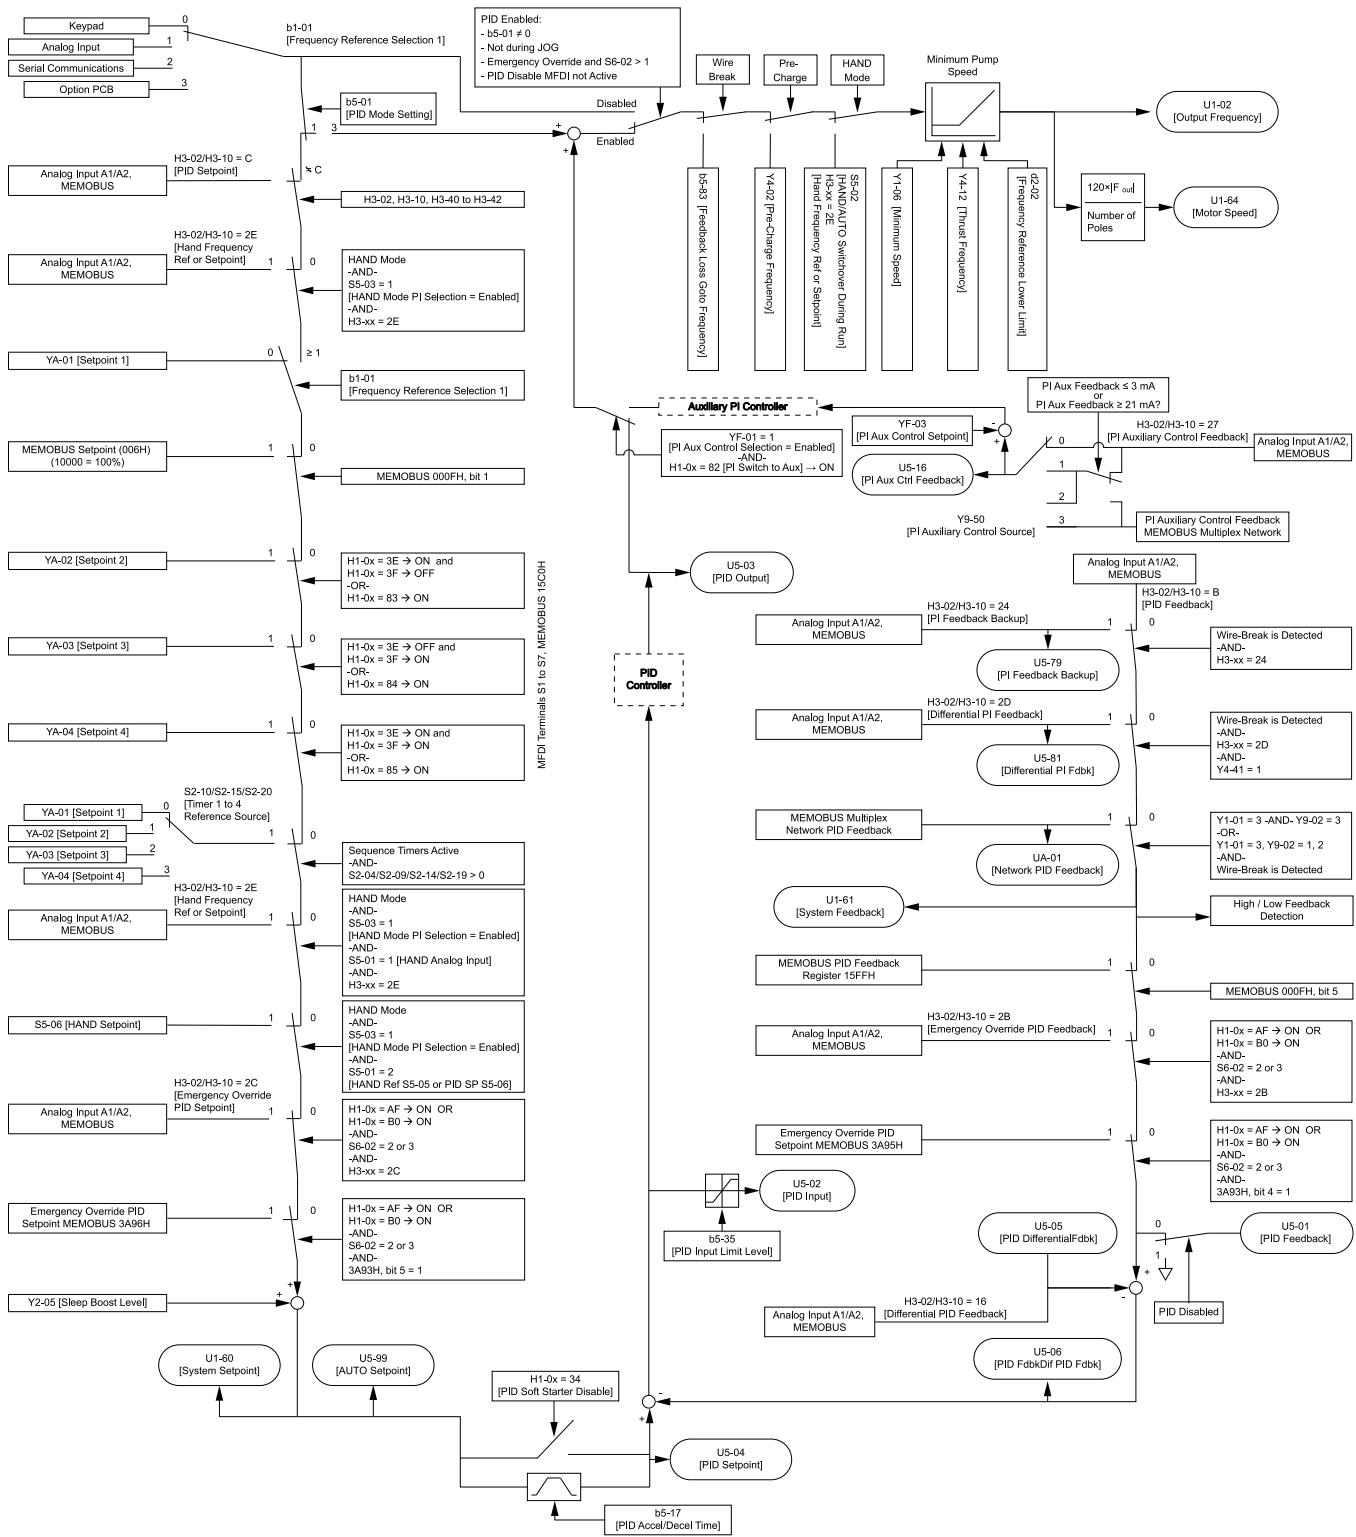 Keypad
0
Analog Input
1
Serial Communications
2
Option PCB
3
b1-01
[Frequency Reference Selection 1]
PID Enabled:
- b5-01 ≠ 0
- Not during JOG
- Emergency Override and S6-02 > 1
- PID Disable MFDI not Active
Wire
Break
Pre-
Charge
HAND
Mode
Minimum Pump
Speed
U1-02
[Output Frequency]
b5-01
[PID Mode Setting]
Disabled
Enabled
1
3
+
+
120×|F out|
Number of
Poles
U1-64
[Motor Speed]
b5-83 [Feedback Loss Goto Frequency]
Y4-02 [Pre-Charge Frequency]
S5-02
[HAND/AUTO Switchover During Run]
H3-xx = 2E
[Hand Frequency Ref or Setpoint]
Y1-06 [Minimum Speed]
Y4-12 [Thrust Frequency]
d2-02
[Frequency Reference Lower Limit]
H3-02/H3-10 = C
[PID Setpoint]
Analog Input A1/A2,
MEMOBUS
C
≠ C
H3-02, H3-10, H3-40 to H3-42
H3-02/H3-10 = 2E
[Hand Frequency
Ref or Setpoint]
Analog Input A1/A2,
MEMOBUS
1
0
HAND Mode
-AND-
S5-03 = 1
[HAND Mode PI Selection = Enabled]
-AND-
H3-xx = 2E
YA-01 [Setpoint 1]
0
≥ 1
b1-01
[Frequency Reference Selection 1]
MEMOBUS Setpoint (006H)
(10000 = 100%)
1
0
MEMOBUS 000FH, bit 1
Auxiliary PI Controller
YF-01 = 1
[PI Aux Control Selection = Enabled]
-AND-
H1-0x = 82 [PI Switch to Aux] → ON
YF-03
[PI Aux Control Setpoint]
-
+
U5-16
[PI Aux Ctrl Feedback]
PI Aux Feedback ≤ 3 mA
or
PI Aux Feedback ≥ 21 mA?
H3-02/H3-10 = 27
[PI Auxiliary Control Feedback]
Analog Input A1/A2,
MEMOBUS
0
1
2
3
Y9-50
[PI Auxiliary Control Source]
PI Auxiliary Control Feedback
MEMOBUS Multiplex Network
YA-02 [Setpoint 2]
1
0
H1-0x = 3E → ON and
H1-0x = 3F → OFF
-OR-
H1-0x = 83 → ON
YA-03 [Setpoint 3]
1
0
H1-0x = 3E → OFF and
H1-0x = 3F → ON
-OR-
H1-0x = 84 → ON
YA-04 [Setpoint 4]
1
0
H1-0x = 3E → ON and
H1-0x = 3F → ON
-OR-
H1-0x = 85 → ON
MFDI Terminals S1 to S7, MEMOBUS 15C0H
U5-03
[PID Output]
PID
Controller
Analog Input A1/A2,
MEMOBUS
H3-02/H3-10 = B
[PID Feedback]
H3-02/H3-10 = 24
[PI Feedback Backup]
Analog Input A1/A2,
MEMOBUS
1
0
U5-79
[PI Feedback Backup]
Wire-Break is Detected
-AND-
H3-xx = 24
H3-02/H3-10 = 2D
[Differential PI Feedback]
Analog Input A1/A2,
MEMOBUS
1
0
U5-81
[Differential PI Fdbk]
Wire-Break is Detected
-AND-
H3-xx = 2D
-AND-
Y4-41 = 1
YA-01 [Setpoint 1]
0
YA-02 [Setpoint 2]
1
YA-03 [Setpoint 3]
2
YA-04 [Setpoint 4]
3
S2-10/S2-15/S2-20
[Timer 1 to 4
Reference Source]
1
0
Sequence Timers Active
-AND-
S2-04/S2-09/S2-14/S2-19 > 0
MEMOBUS Multiplex
Network PID Feedback
1
0
UA-01
[Network PID Feedback]
Y1-01 = 3 -AND- Y9-02 = 3
-OR-
Y1-01 = 3, Y9-02 = 1, 2
-AND-
Wire-Break is Detected
U1-61
[System Feedback]
High / Low Feedback
Detection
H3-02/H3-10 = 2E
[Hand Frequency
Ref or Setpoint]
Analog Input A1/A2,
MEMOBUS
1
0
HAND Mode
-AND-
S5-03 = 1
[HAND Mode PI Selection = Enabled]
-AND-
S5-01 = 1 [HAND Analog Input]
-AND-
H3-xx = 2E
MEMOBUS PID Feedback
Register 15FFH
1
0
MEMOBUS 000FH, bit 5
S5-06 [HAND Setpoint]
1
0
HAND Mode
-AND-
S5-03 = 1
[HAND Mode PI Selection = Enabled]
-AND-
S5-01 = 2
[HAND Ref S5-05 or PID SP S5-06]
H3-02/H3-10 = 2B
[Emergency Override PID Feedback]
Analog Input A1/A2,
MEMOBUS
1
0
H1-0x = AF → ON OR
H1-0x = B0 → ON
-AND-
S6-02 = 2 or 3
-AND-
H3-xx = 2B
H3-02/H3-10 = 2C
[Emergency Override
PID Setpoint]
Analog Input A1/A2,
MEMOBUS
1
0
H1-0x = AF → ON OR
H1-0x = B0 → ON
-AND-
S6-02 = 2 or 3
-AND-
H3-xx = 2C
Emergency Override PID
Setpoint MEMOBUS 3A95H
1
0
H1-0x = AF → ON OR
H1-0x = B0 → ON
-AND-
S6-02 = 2 or 3
-AND-
3A93H, bit 4 = 1
Emergency Override PID
Setpoint MEMOBUS 3A96H
1
0
H1-0x = AF → ON OR
H1-0x = B0 → ON
-AND-
S6-02 = 2 or 3
-AND-
3A93H, bit 5 = 1
U5-02
[PID Input]
b5-35
[PID Input Limit Level]
U5-05
[PID DifferentialFdbk]
0
1
U5-01
[PID Feedback]
PID Disabled
+
-
Y2-05 [Sleep Boost Level]
+
+
H3-02/H3-10 = 16
[Differential PID Feedback]
Analog Input A1/A2,
MEMOBUS
U1-60
[System Setpoint]
U5-99
[AUTO Setpoint]
U5-06
[PID FdbkDif PID Fdbk]
H1-0x = 34
[PID Soft Starter Disable]
-
+
U5-04
[PID Setpoint]
b5-17
[PID Accel/Decel Time]